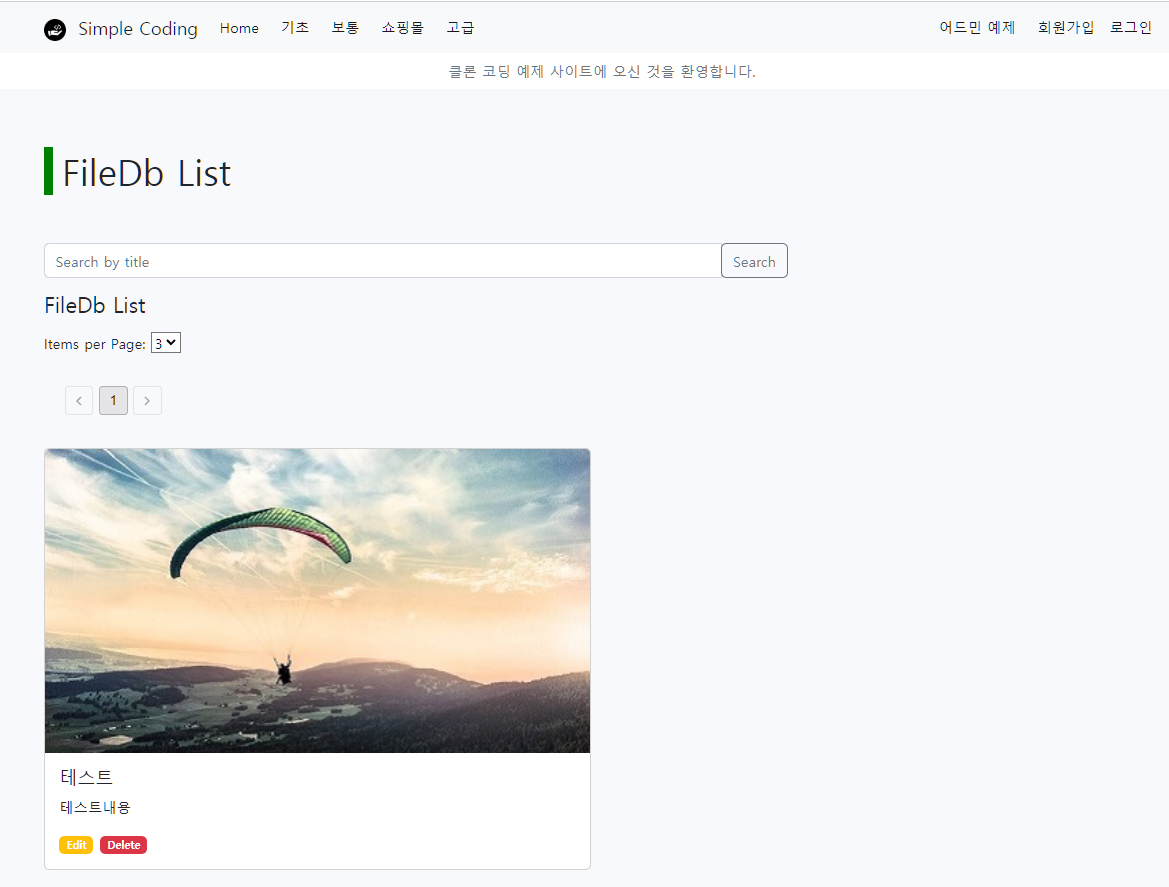 Simple Coding Home 기초 보통 쇼핑몰 고급 어드민 예제 회원가입 로그인
클론 코딩 예제 사이트에 오신 것을 환영합니다.
FileDb List
Search by title Search
FileDb List
Items per Page: 3
‹ 1 ›
테스트
테스트내용
Edit Delete